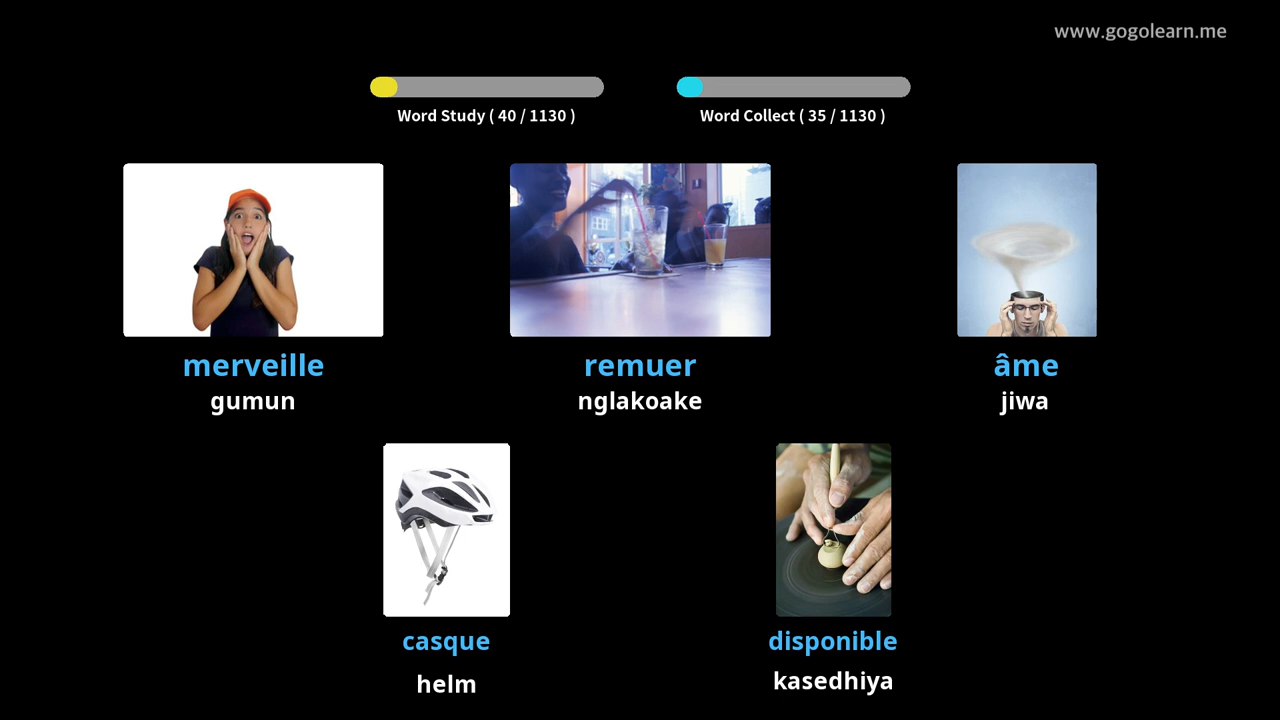 www.gogolearn.me
Word Study ( 40 / 1130 )
Word Collect ( 35 / 1130 )
merveille
gumun
remuer
nglakoake
âme
jiwa
casque
helm
disponible
kasedhiya